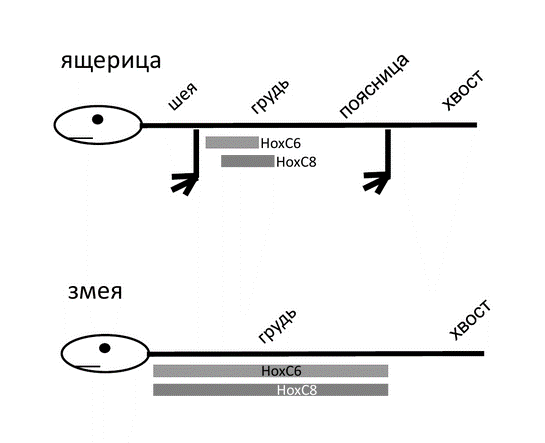 ящерица
шея
грудь
поясница
хвост
HoxC6
HoxC8
змея
грудь
хвост
HoxC6
HoxC8